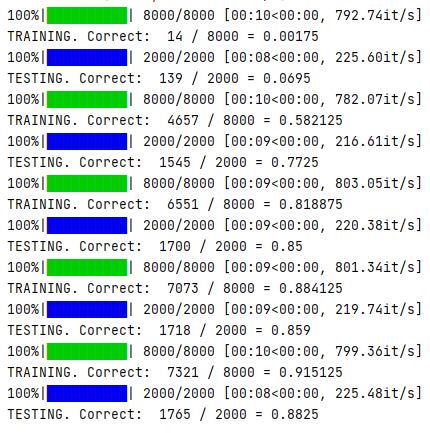 100%|██████████| 8000/8000 [00:10<00:00, 792.74it/s]
TRAINING. Correct:  14 / 8000 = 0.00175
100%|██████████| 2000/2000 [00:08<00:00, 225.60it/s]
TESTING. Correct:  139 / 2000 = 0.0695
100%|██████████| 8000/8000 [00:10<00:00, 782.07it/s]
TRAINING. Correct:  4657 / 8000 = 0.582125
100%|██████████| 2000/2000 [00:09<00:00, 216.61it/s]
TESTING. Correct:  1545 / 2000 = 0.7725
100%|██████████| 8000/8000 [00:09<00:00, 803.05it/s]
TRAINING. Correct:  6551 / 8000 = 0.818875
100%|██████████| 2000/2000 [00:09<00:00, 220.38it/s]
TESTING. Correct:  1700 / 2000 = 0.85
100%|██████████| 8000/8000 [00:09<00:00, 801.34it/s]
TRAINING. Correct:  7073 / 8000 = 0.884125
100%|██████████| 2000/2000 [00:09<00:00, 219.74it/s]
TESTING. Correct:  1718 / 2000 = 0.859
100%|██████████| 8000/8000 [00:10<00:00, 799.36it/s]
TRAINING. Correct:  7321 / 8000 = 0.915125
100%|██████████| 2000/2000 [00:08<00:00, 225.48it/s]
TESTING. Correct:  1765 / 2000 = 0.8825